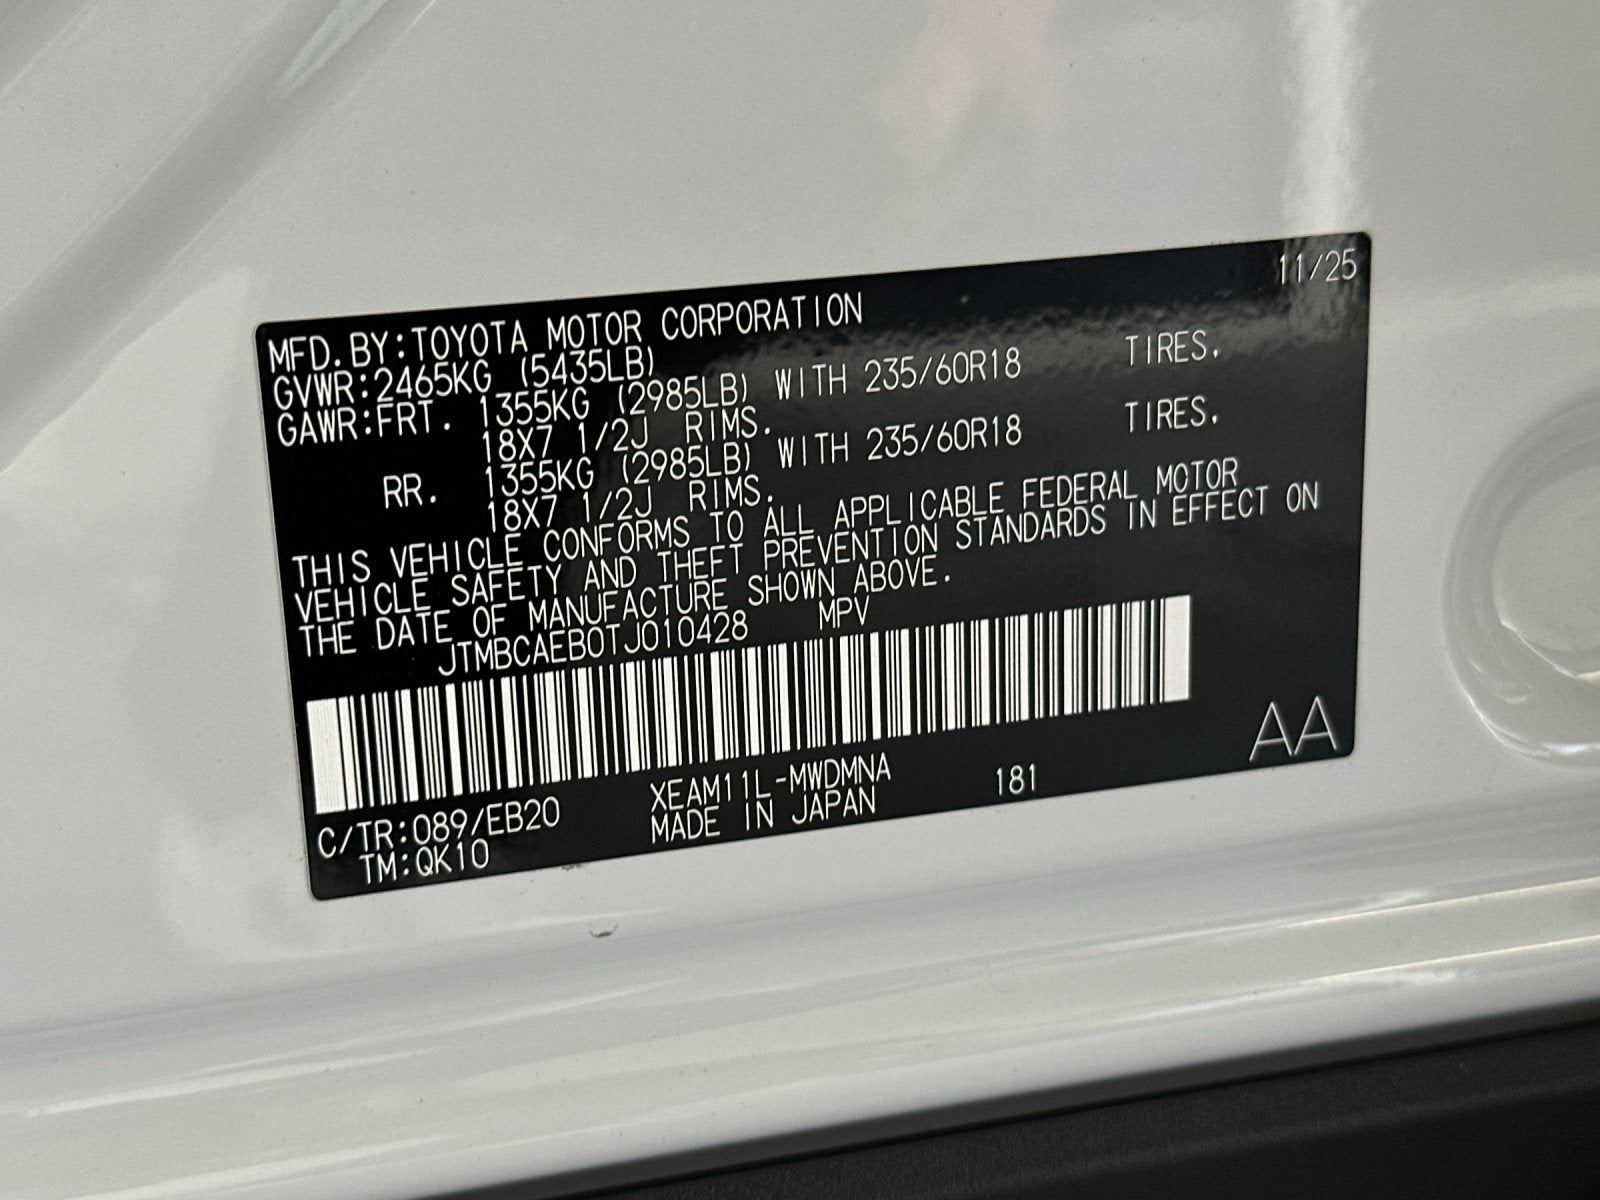 11/25
MFD.BY:TOYOTA MOTOR CORPORATION
GVWR:2465KG (5435LB)
GAWR:FRT. 1355KG (2985LB) WITH 235/60R18 TIRES,
18X7 1/2J RIMS.
RR. 1355KG (2985LB) WITH 235/60R18 TIRES,
18X7 1/2J RIMS.
THIS VEHICLE CONFORMS TO ALL APPLICABLE FEDERAL MOTOR
VEHICLE SAFETY AND THEFT PREVENTION STANDARDS IN EFFECT ON
THE DATE OF MANUFACTURE SHOWN ABOVE.
JTMBCAEB0TJ010428 MPV
AA
C/TR:089/EB20 XEAM11L-MWDMNA 181
TM:QK10 MADE IN JAPAN